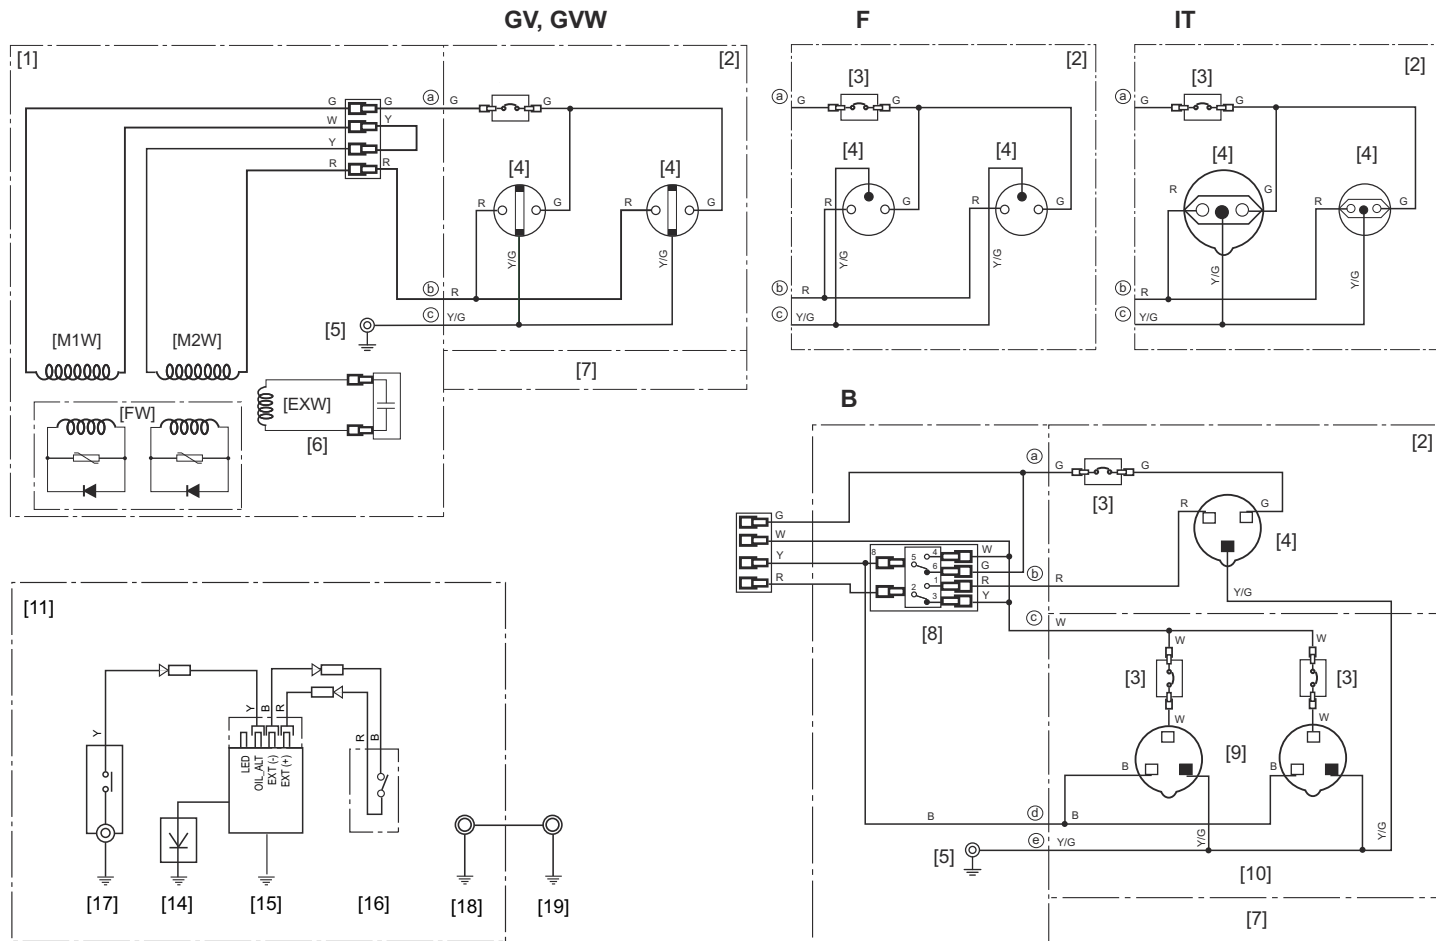 GV, GVW
F
IT
[1]
[2]
G G ⓐ G G
W Y
Y
R R
[4] [4]
R G R G
Y/G Y/G
ⓑ R
ⓒ Y/G
[5]
[7]
[M1W] [M2W]
[FW]
[EXW]
[6]
[2]
[3]
ⓐ G G
[4] [4]
R G R G
Y/G Y/G
ⓑ R
ⓒ Y/G
[2]
[3]
ⓐ G G
[4] [4]
R G R G
Y/G Y/G
ⓑ R
ⓒ Y/G
B
[2]
ⓐ G G
[3]
R G
[4]
G
W
Y
R
8 5 4 W
6 G
2 1 R
3 Y
[8]
ⓑ R
Y/G
ⓒ W
W W
[3] [3]
W W
[9]
B B
B ⓓ B
Y/G Y/G
[5] ⓔ Y/G
[10]
[7]
[11]
Y
Y B R
LED
OIL_ALT
EXT (-)
EXT (+)
R B
[17] [14] [15] [16] [18] [19]